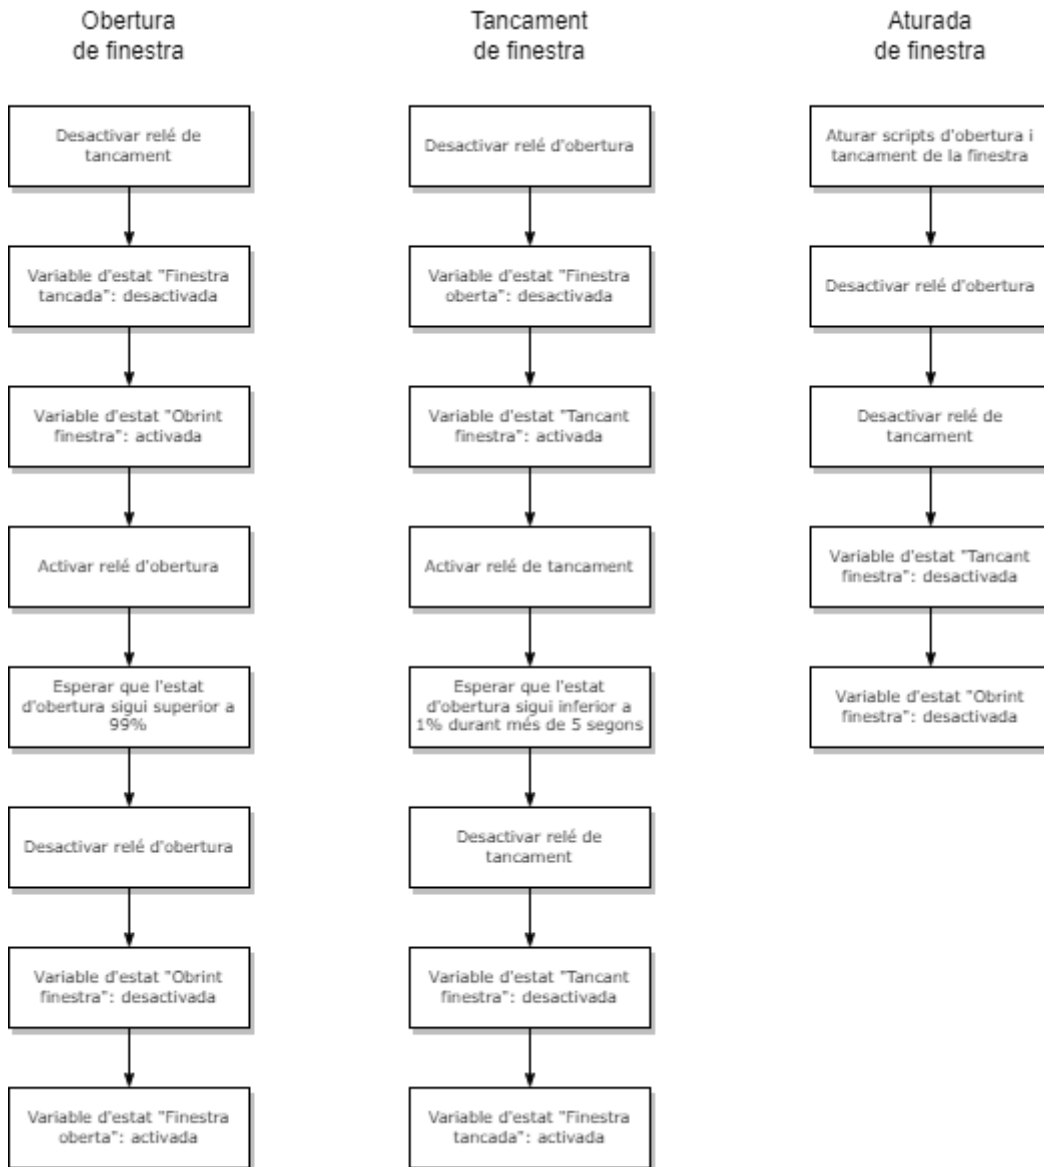 Obertura
de finestra
Desactivar relé de
tancament
Variable d'estat "Finestra
tancada": desactivada
Variable d'estat "Obrint
finestra": activada
Activar relé d'obertura
Esperar que l'estat
d'obertura sigui superior a
99%
Desactivar relé d'obertura
Variable d'estat "Obrint
finestra": desactivada
Variable d'estat "Finestra
oberta": activada
Tancament
de finestra
Desactivar relé d'obertura
Variable d'estat "Finestra
oberta": desactivada
Variable d'estat "Tancant
finestra": activada
Activar relé de tancament
Esperar que l'estat
d'obertura sigui inferior a
1% durant més de 5 segons
Desactivar relé de
tancament
Variable d'estat "Tancant
finestra": desactivada
Variable d'estat "Finestra
tancada": activada
Aturada
de finestra
Aturar scripts d'obertura i
tancament de la finestra
Desactivar relé d'obertura
Desactivar relé de
tancament
Variable d'estat "Tancant
finestra": desactivada
Variable d'estat "Obrint
finestra": desactivada